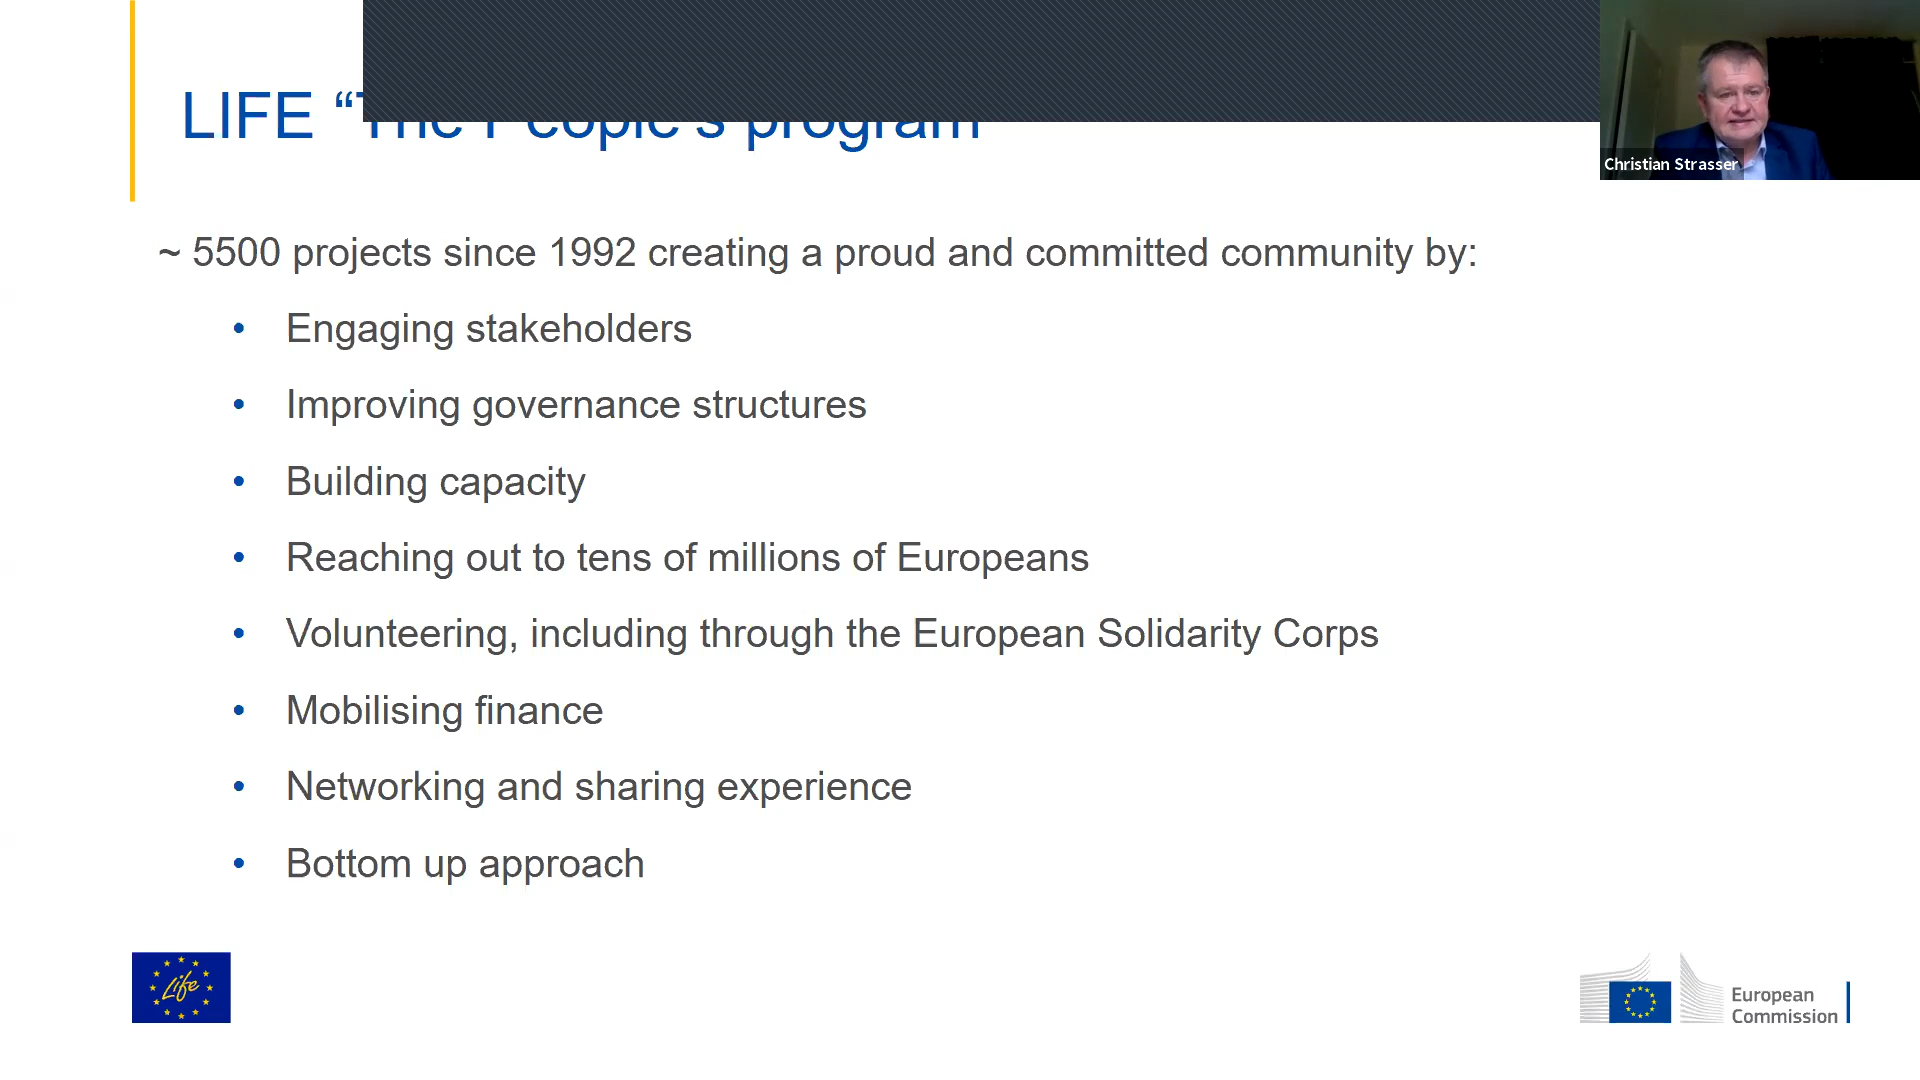 LIFE “The People's program
Christian Strasser
~ 5500 projects since 1992 creating a proud and committed community by:
• Engaging stakeholders
• Improving governance structures
• Building capacity
• Reaching out to tens of millions of Europeans
• Volunteering, including through the European Solidarity Corps
• Mobilising finance
• Networking and sharing experience
• Bottom up approach
Life
European
Commission